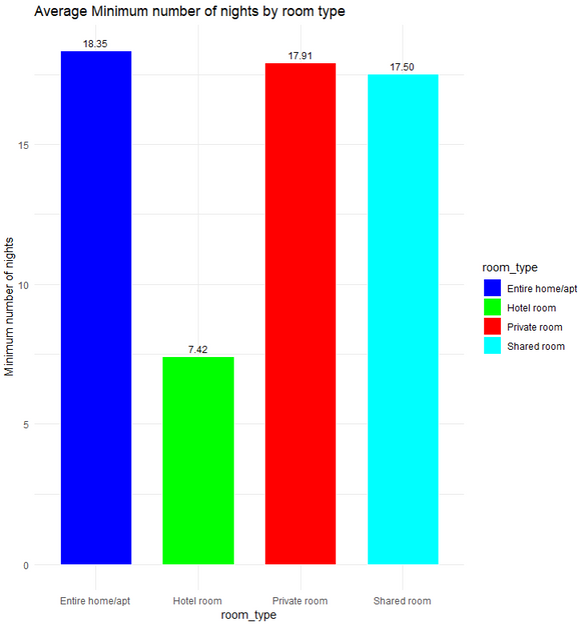 Average Minimum number of nights by room type
18.35
7.42
17.91
17.50
15
10
5
0
Minimum number of nights
Entire home/apt
Hotel room
Private room
Shared room
room_type
room_type
Entire home/apt
Hotel room
Private room
Shared room